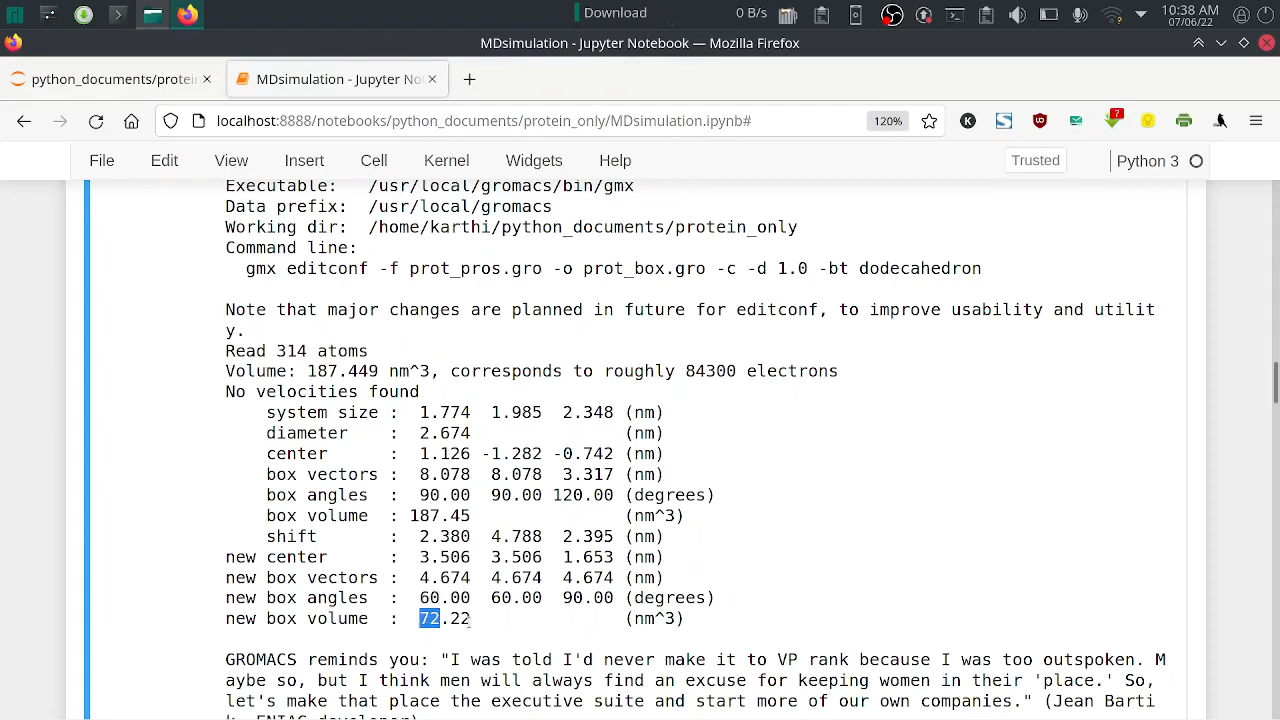 Download
0 B/s
10:38 AM
07/06/22
MDsimulation - Jupyter Notebook — Mozilla Firefox
python_documents/protei
MDsimulation - Jupyter No
localhost:8888/notebooks/python_documents/protein_only/MDsimulation.ipynb#
120%
File Edit View Insert Cell Kernel Widgets Help
Trusted
Python 3
Executable: /usr/local/gromacs/bin/gmx
Data prefix: /usr/local/gromacs
Working dir: /home/karthi/python_documents/protein_only
Command line:
gmx editconf -f prot_pros.gro -o prot_box.gro -c -d 1.0 -bt dodecahedron
Note that major changes are planned in future for editconf, to improve usability and utilit
y.
Read 314 atoms
Volume: 187.449 nm^3, corresponds to roughly 84300 electrons
No velocities found
system size : 1.774 1.985 2.348 (nm)
diameter : 2.674 (nm)
center : 1.126 -1.282 -0.742 (nm)
box vectors : 8.078 8.078 3.317 (nm)
box angles : 90.00 90.00 120.00 (degrees)
box volume : 187.45 (nm^3)
shift : 2.380 4.788 2.395 (nm)
new center : 3.506 3.506 1.653 (nm)
new box vectors : 4.674 4.674 4.674 (nm)
new box angles : 60.00 60.00 90.00 (degrees)
new box volume : 72.22 (nm^3)
GROMACS reminds you: "I was told I'd never make it to VP rank because I was too outspoken. M
aybe so, but I think men will always find an excuse for keeping women in their 'place.' So,
let's make that place the executive suite and start more of our own companies." (Jean Barti
k, ENIAC developer)